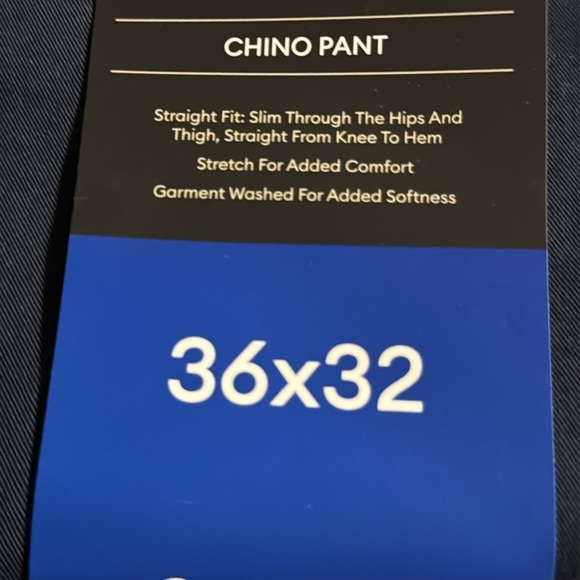 CHINO PANT
Straight Fit: Slim Through The Hips And
Thigh, Straight From Knee To Hem
Stretch For Added Comfort
Garment Washed For Added Softness
36x32